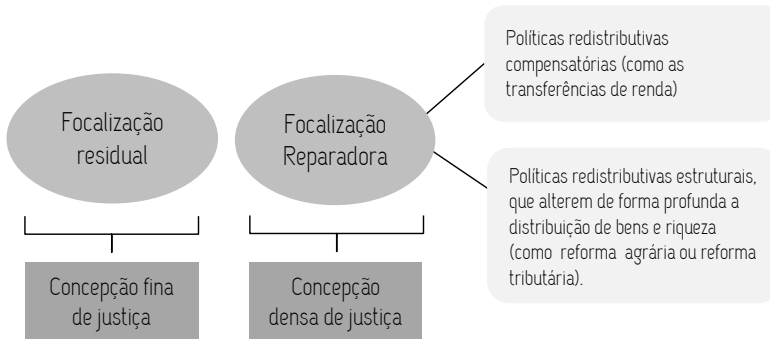 Focalização
residual
Concepção fina
de justiça
Focalização
Reparadora
Concepção
densa de justiça
Políticas redistributivas
compensatórias (como as
transferências de renda)
Políticas redistributivas estruturais,
que alterem de forma profunda a
distribuição de bens e riqueza
(como reforma agrária ou reforma
tributária).